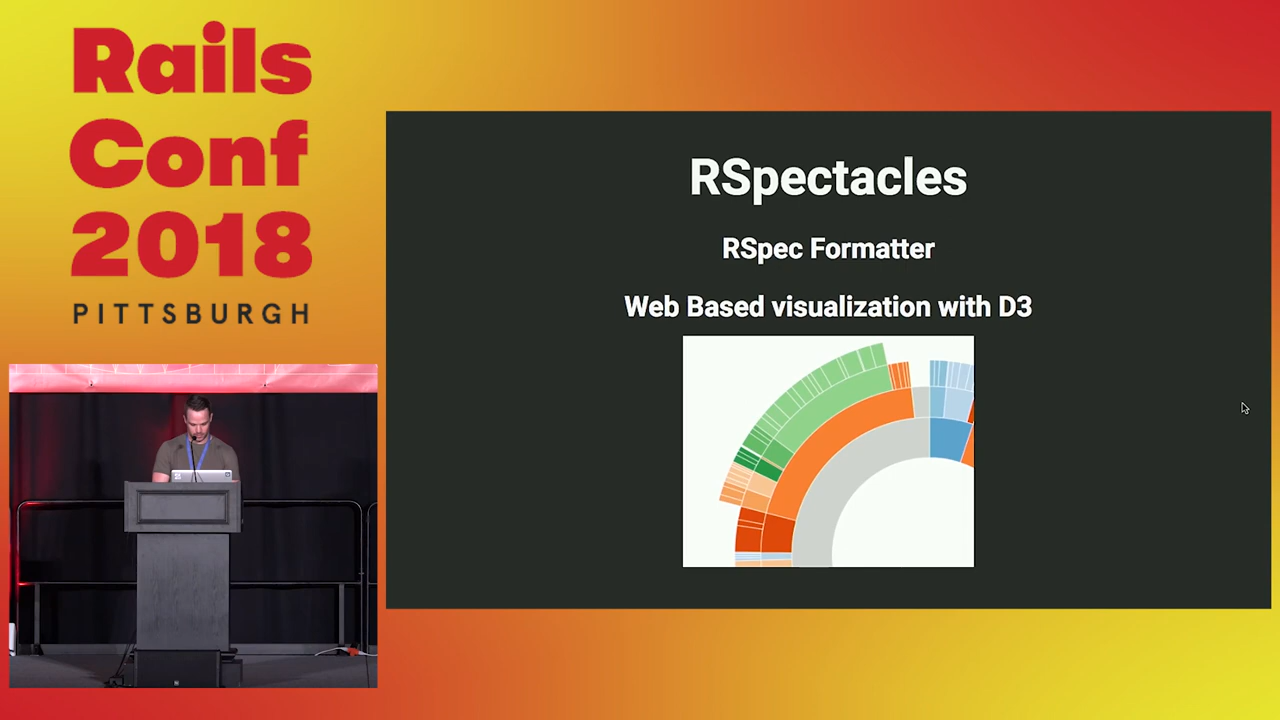 Rails
Conf
2018
PITTSBURGH
RSpectacles
RSpec Formatter
Web Based visualization with D3